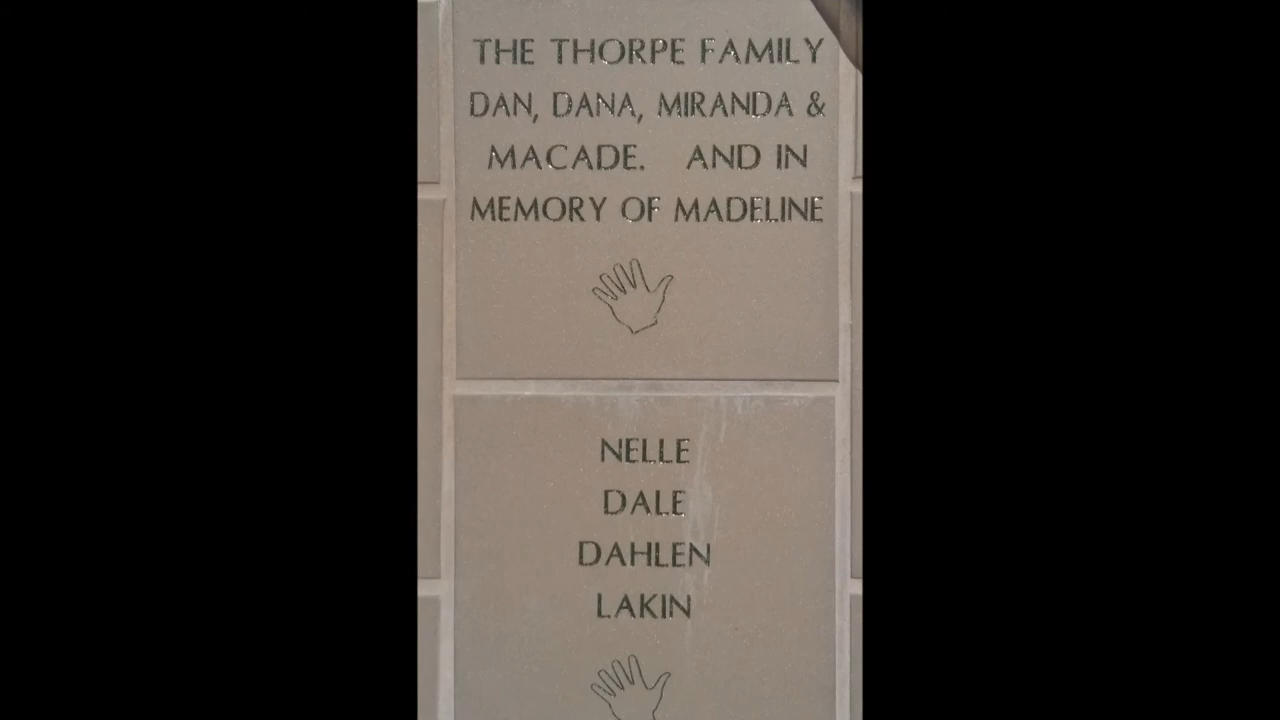 THE THORPE FAMILY
DAN, DANA, MIRANDA &
MACADE. AND IN
MEMORY OF MADELINE
NELLE
DALE
DAHLEN
LAKIN